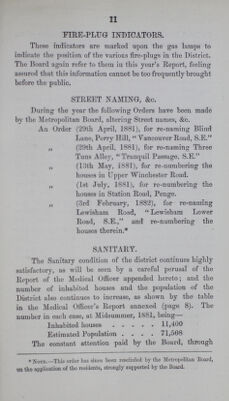 11
FIRE-PLUG INDICATORS.
These indicators are marked upon the gas lamps to
indicate the position of the various fire-plugs in the District.
The Board again refer to them in this year's Report, feeling
assured that this information cannot be too frequently brought
before the public.
STREET NAMING, &c.
During the year the following Orders have been made
by the Metropolitan Board, altering Street names, &c.
An Order (29th April, 1881), for re-naming Blind
Lane, Perry Hill, "Vancouver Road, S.E."
„ (29th April, 1881), for re-naming Three
Tuns Alley, "Tranquil Passage, S.E."
„ (13th May, 1881), for re-numbering the
houses in Upper Winchester Road.
„ (1st July, 1881), for re-numbering the
houses in Station Road, Penge.
„ (3rd February, 1882), for re-naming
Lewisham Road, "Lewisham Lower
Road, S.E.," and re-numbering the
houses therein.*
SANITARY.
The Sanitary condition of the district continues highly
satisfactory, as will be seen by a careful perusal of the
Report of the Medical Officer appended hereto; and the
number of inhabited houses and the population of the
District also continues to increase, as shown by the table
in the Medical Officer's Report annexed (page 8). The
number in each case, at Midsummer, 1881, being—
Inhabited houses . . . . . 11,400
Estimated Population . . . . 71,508
The constant attention paid by the Board, through
* NOTE.—This order has since been rescinded by the Metropolitan Board,
on the application of the residents, strongly supported by the Board.